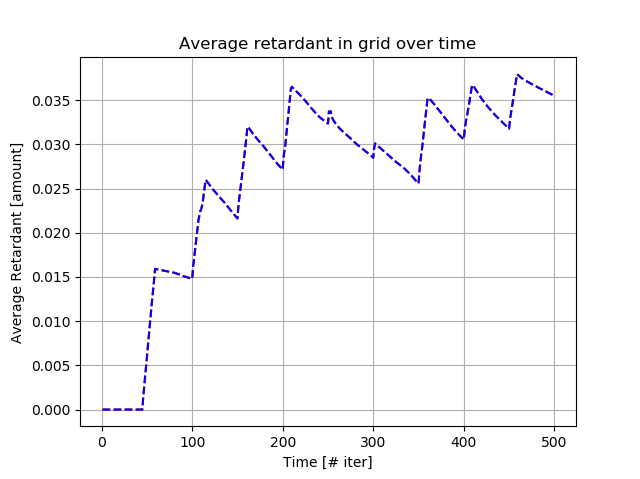 Average retardant in grid over time
Average Retardant [amount]
0.035
0.030
0.025
0.020
0.015
0.010
0.005
0.000
0 100 200 300 400 500
Time [# iter]